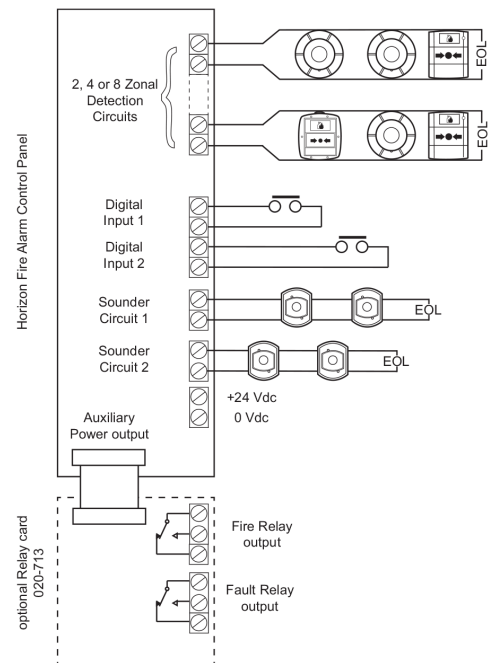 Horizon Fire Alarm Control Panel
2, 4 or 8 Zonal
Detection
Circuits
EOL
EOL
Digital
Input 1
Digital
Input 2
Sounder
Circuit 1
EOL
Sounder
Circuit 2
EOL
+24 Vdc
0 Vdc
Auxiliary
Power output
optional Relay card
020-713
Fire Relay
output
Fault Relay
output